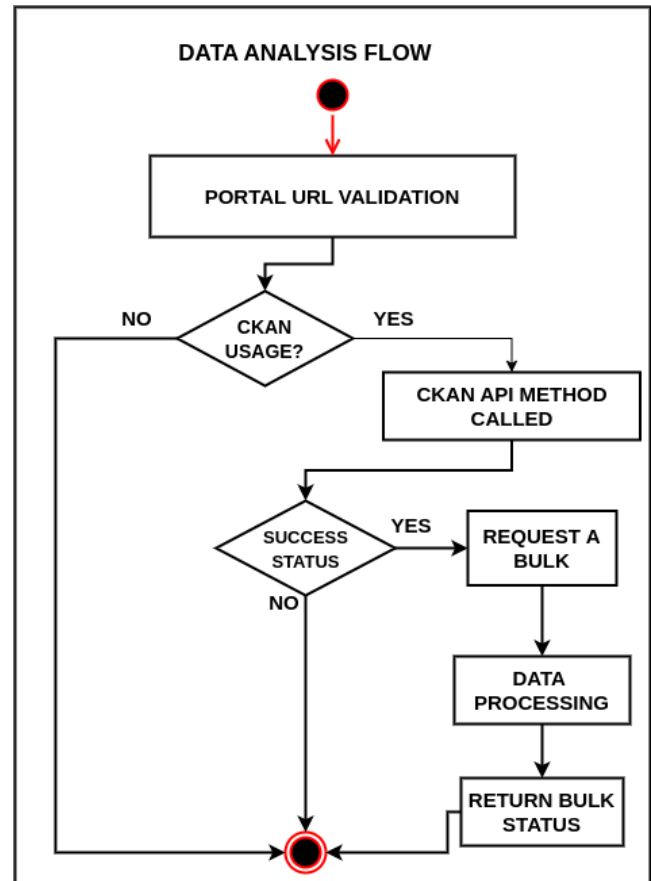 DATA ANALYSIS FLOW
PORTAL URL VALIDATION
NO
YES
CKAN
USAGE?
CKAN API METHOD
CALLED
YES
SUCCESS
STATUS
REQUEST A
BULK
NO
DATA
PROCESSING
RETURN BULK
STATUS